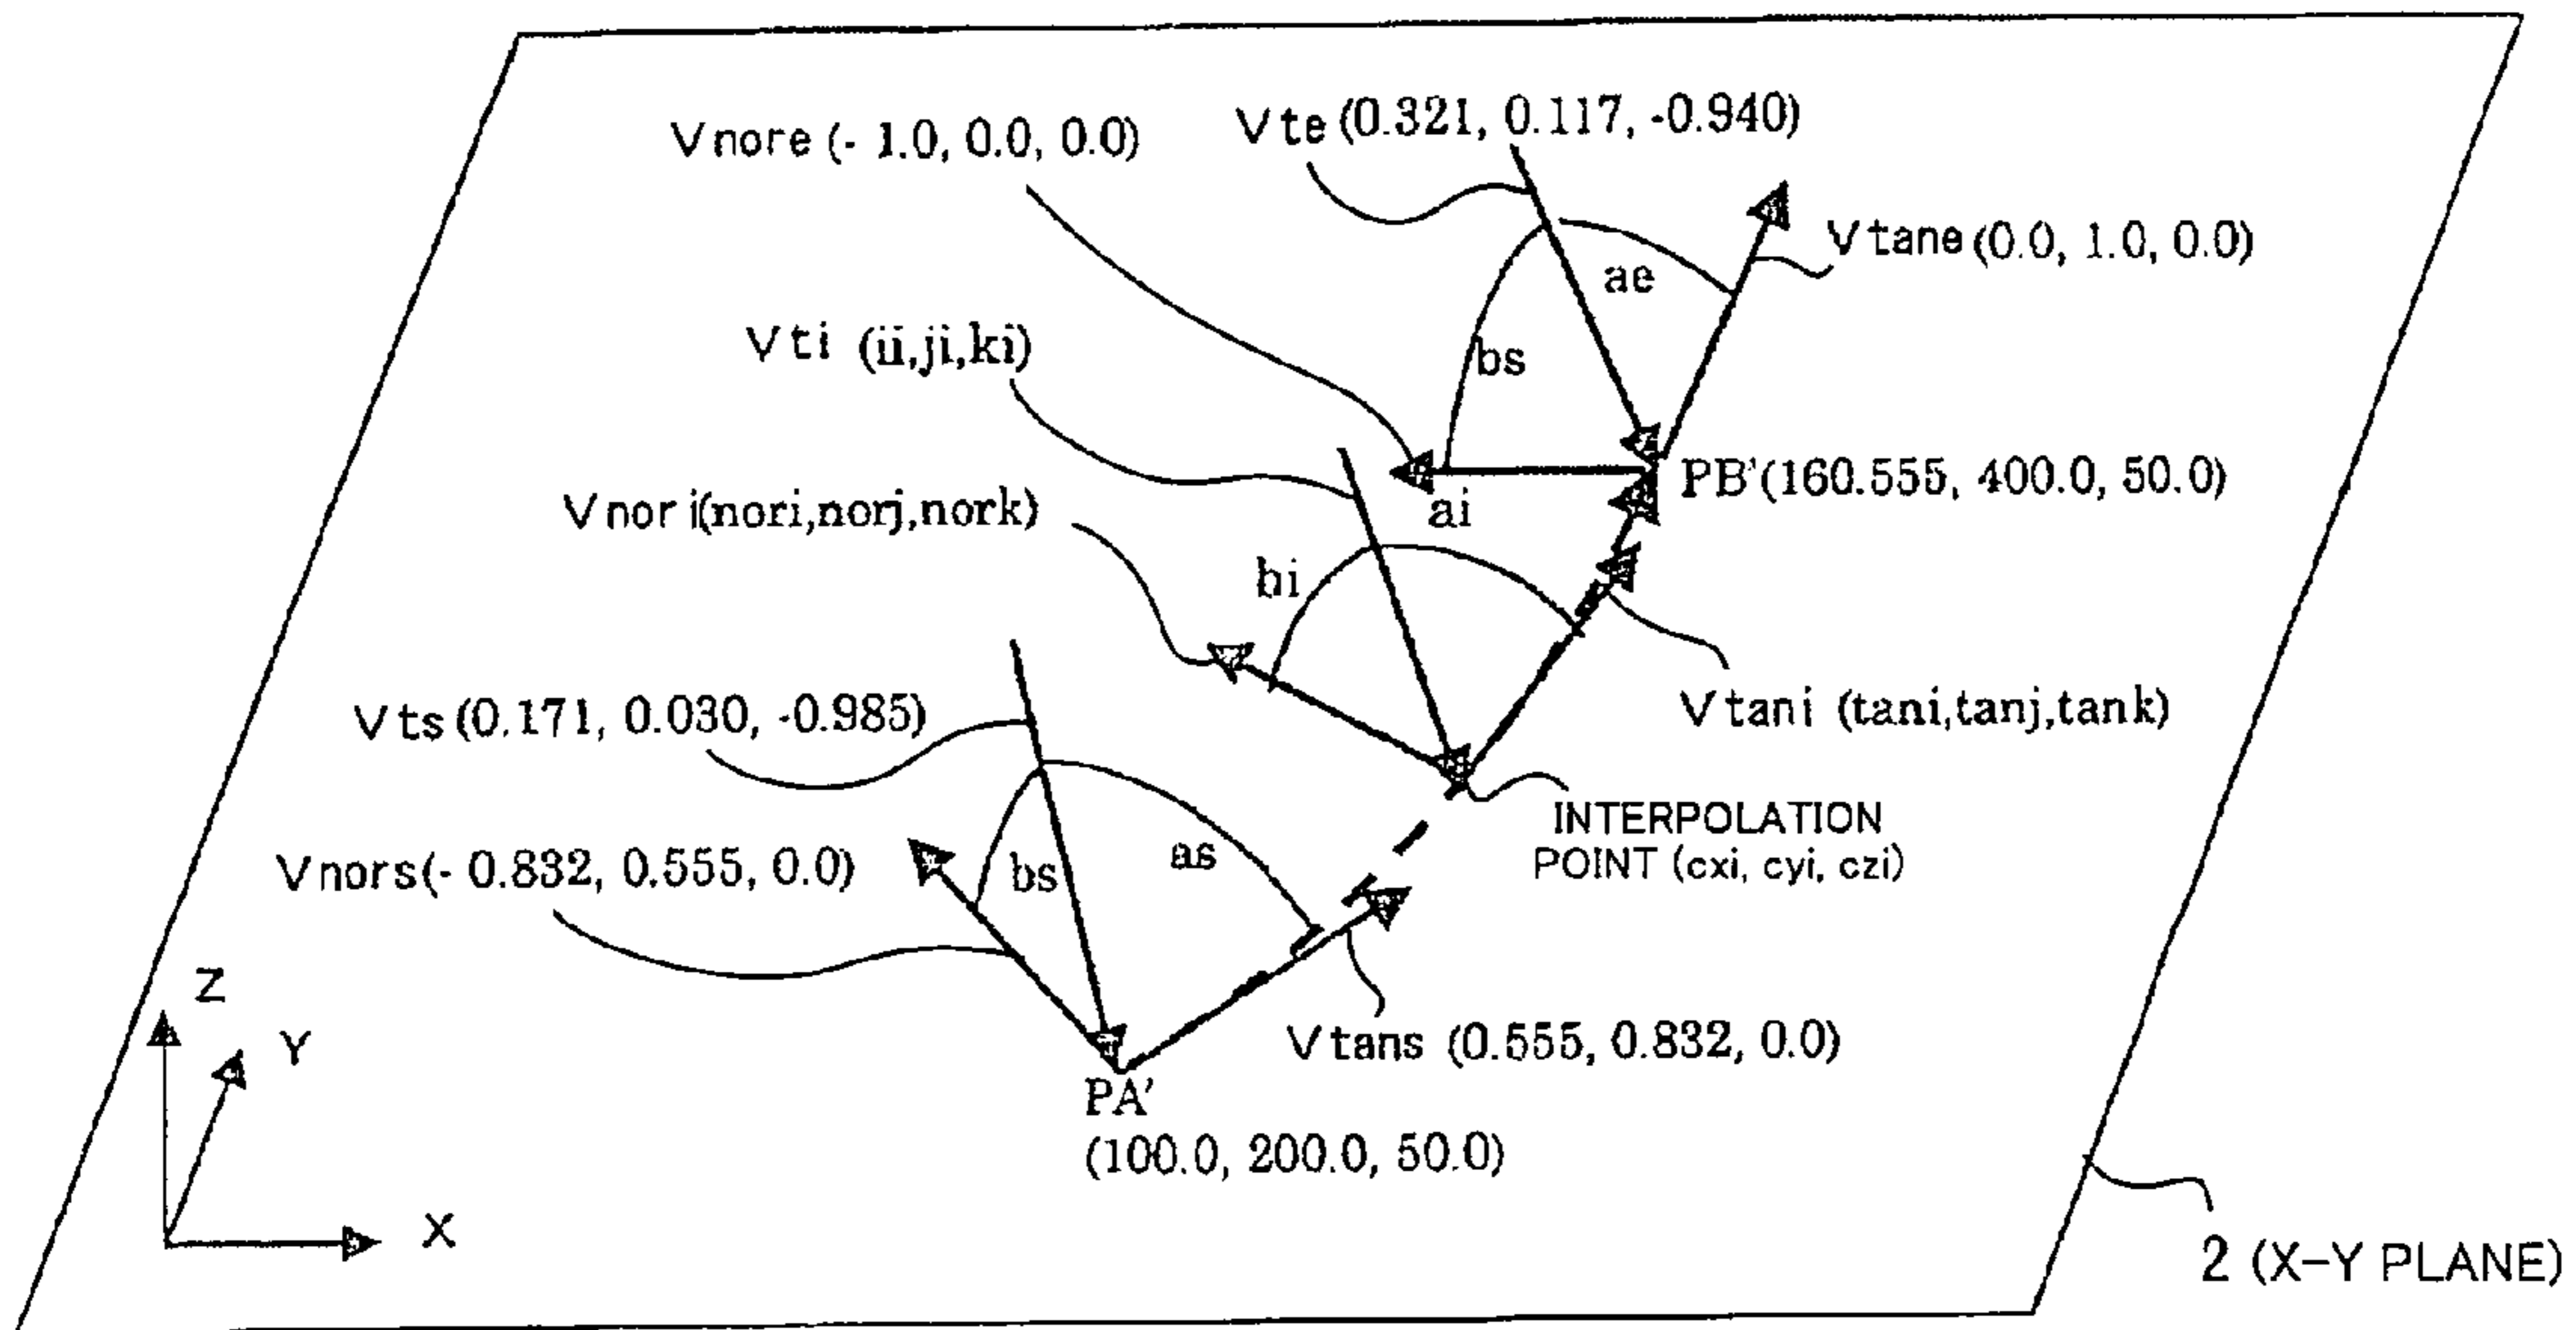 Vte (0.321, 0.117, -0.940)
Vnore (- 1.0, 0.0, 0.0)
Vtane (0.0, 1.0, 0.0)
ae
bs
Vti (ii,ji,ki)
PB'(160.555, 400.0, 50.0)
Vnori(nori,norj,nork)
ai
bi
Vtani (tani,tanj,tank)
Vts (0.171, 0.030, -0.985)
INTERPOLATION
POINT (cxi, cyi, czi)
as
Vnors(- 0.832, 0.555, 0.0)
bs
Z
Y
Vtans (0.555, 0.832, 0.0)
PA'
(100.0, 200.0, 50.0)
X
2 (X-Y PLANE)